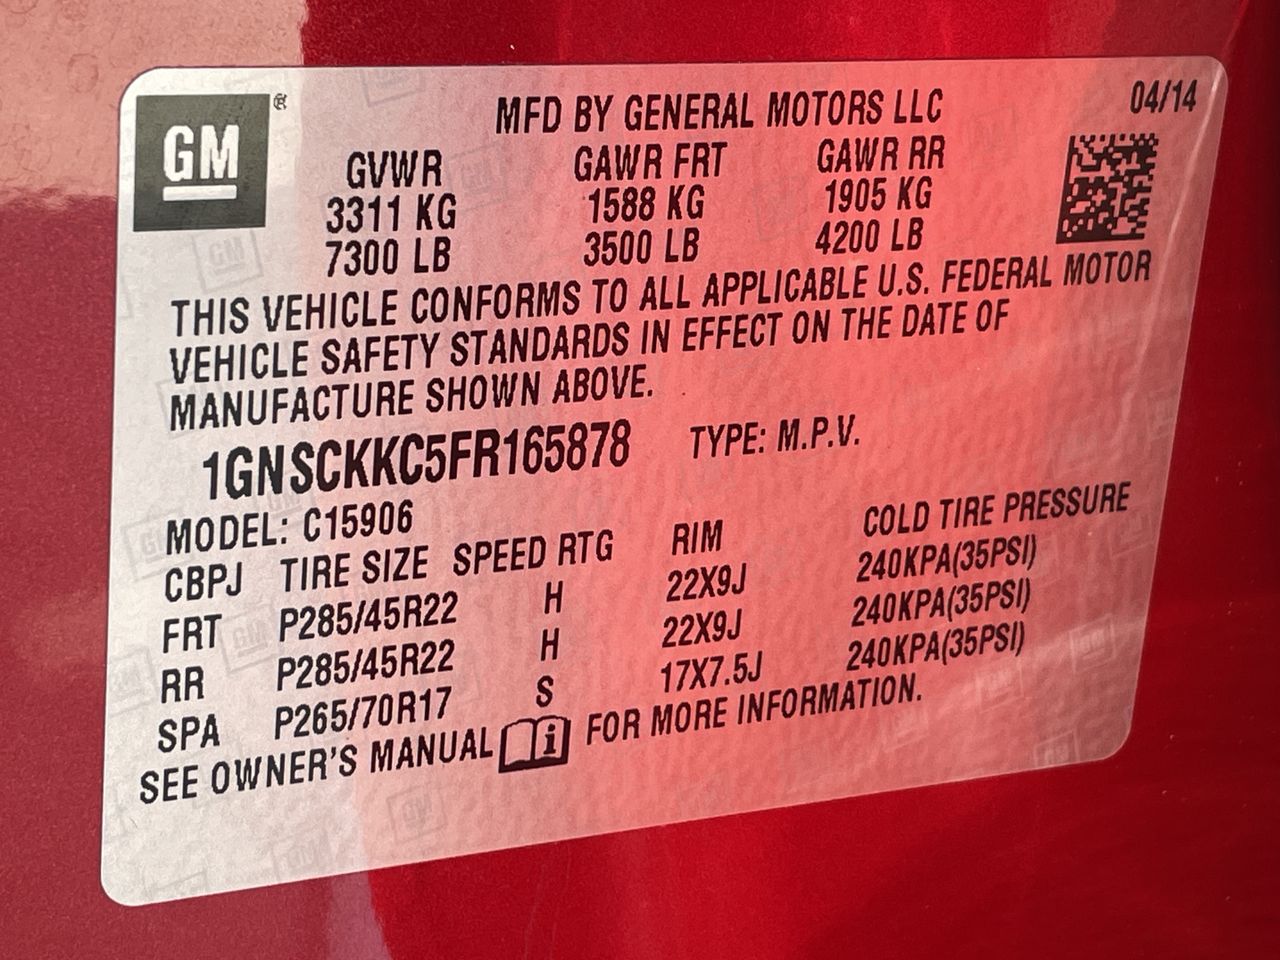 GM ®
MFD BY GENERAL MOTORS LLC 04/14
GVWR GAWR FRT GAWR RR
3311 KG 1588 KG 1905 KG
7300 LB 3500 LB 4200 LB
THIS VEHICLE CONFORMS TO ALL APPLICABLE U.S. FEDERAL MOTOR
VEHICLE SAFETY STANDARDS IN EFFECT ON THE DATE OF
MANUFACTURE SHOWN ABOVE.
1GNSCKKC5FR165878 TYPE: M.P.V.
MODEL: C15906
CBPJ TIRE SIZE SPEED RTG RIM COLD TIRE PRESSURE
FRT P285/45R22 H 22X9J 240KPA(35PSI)
RR P285/45R22 H 22X9J 240KPA(35PSI)
SPA P265/70R17 S 17X7.5J 240KPA(35PSI)
SEE OWNER'S MANUAL i FOR MORE INFORMATION.